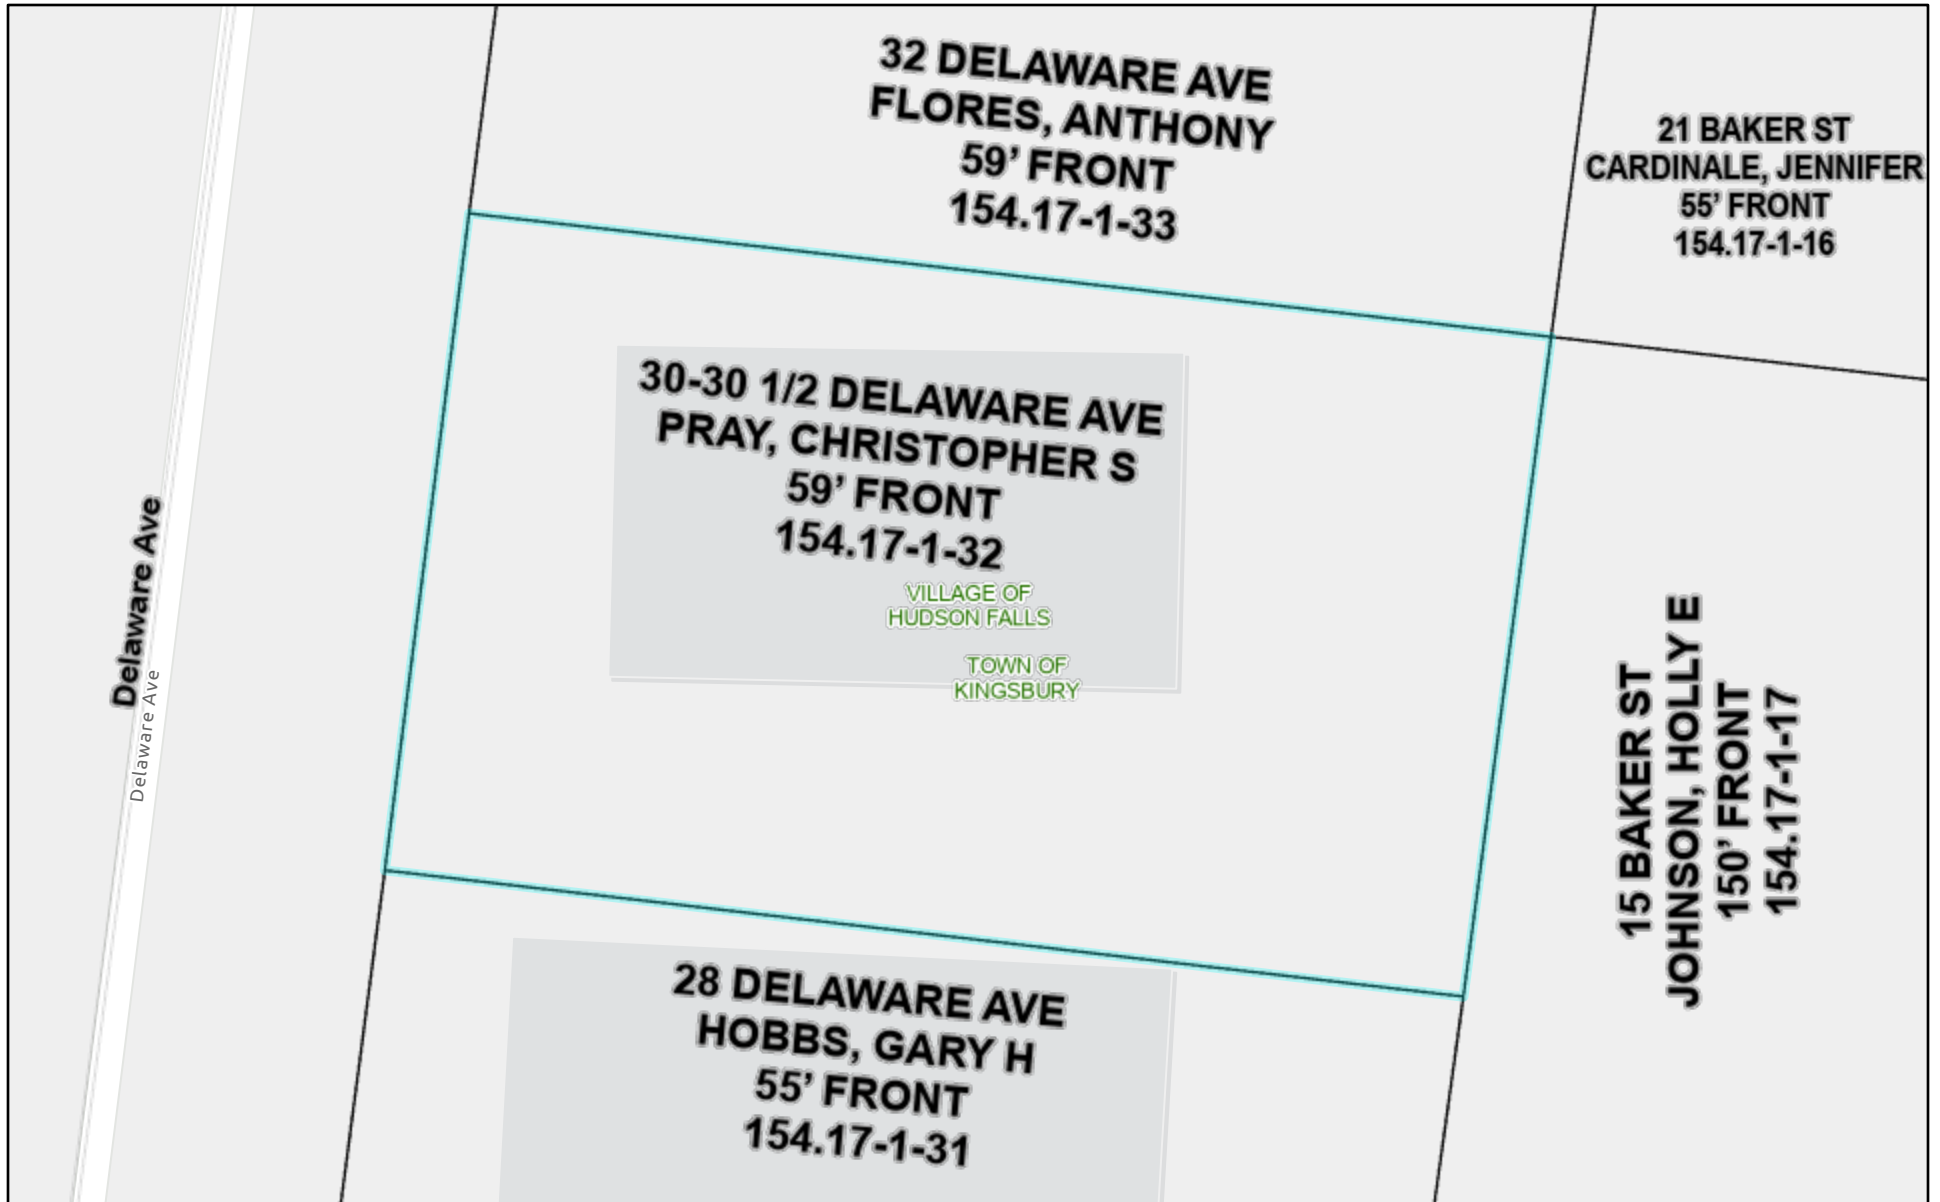 32 DELAWARE AVE
FLORES, ANTHONY
59’ FRONT
154.17-1-33
21 BAKER ST
CARDINALE, JENNIFER
55’ FRONT
154.17-1-16
30-30 1/2 DELAWARE AVE
PRAY, CHRISTOPHER S
59’ FRONT
154.17-1-32
VILLAGE OF
HUDSON FALLS
TOWN OF
KINGSBURY
Delaware Ave
Delaware Ave
15 BAKER ST
JOHNSON, HOLLY E
150’ FRONT
154.17-1-17
28 DELAWARE AVE
HOBBS, GARY H
55’ FRONT
154.17-1-31